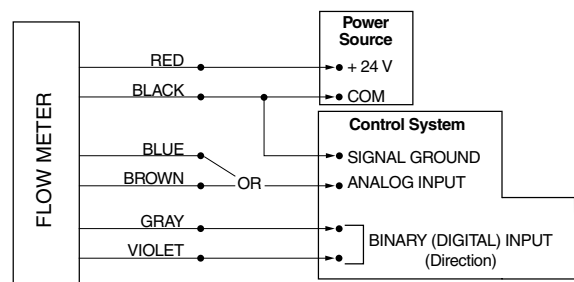 Power
Source
RED
+ 24 V
BLACK
COM
FLOW METER
Control System
BLUE
SIGNAL GROUND
BROWN
OR
ANALOG INPUT
GRAY
BINARY (DIGITAL) INPUT
(Direction)
VIOLET